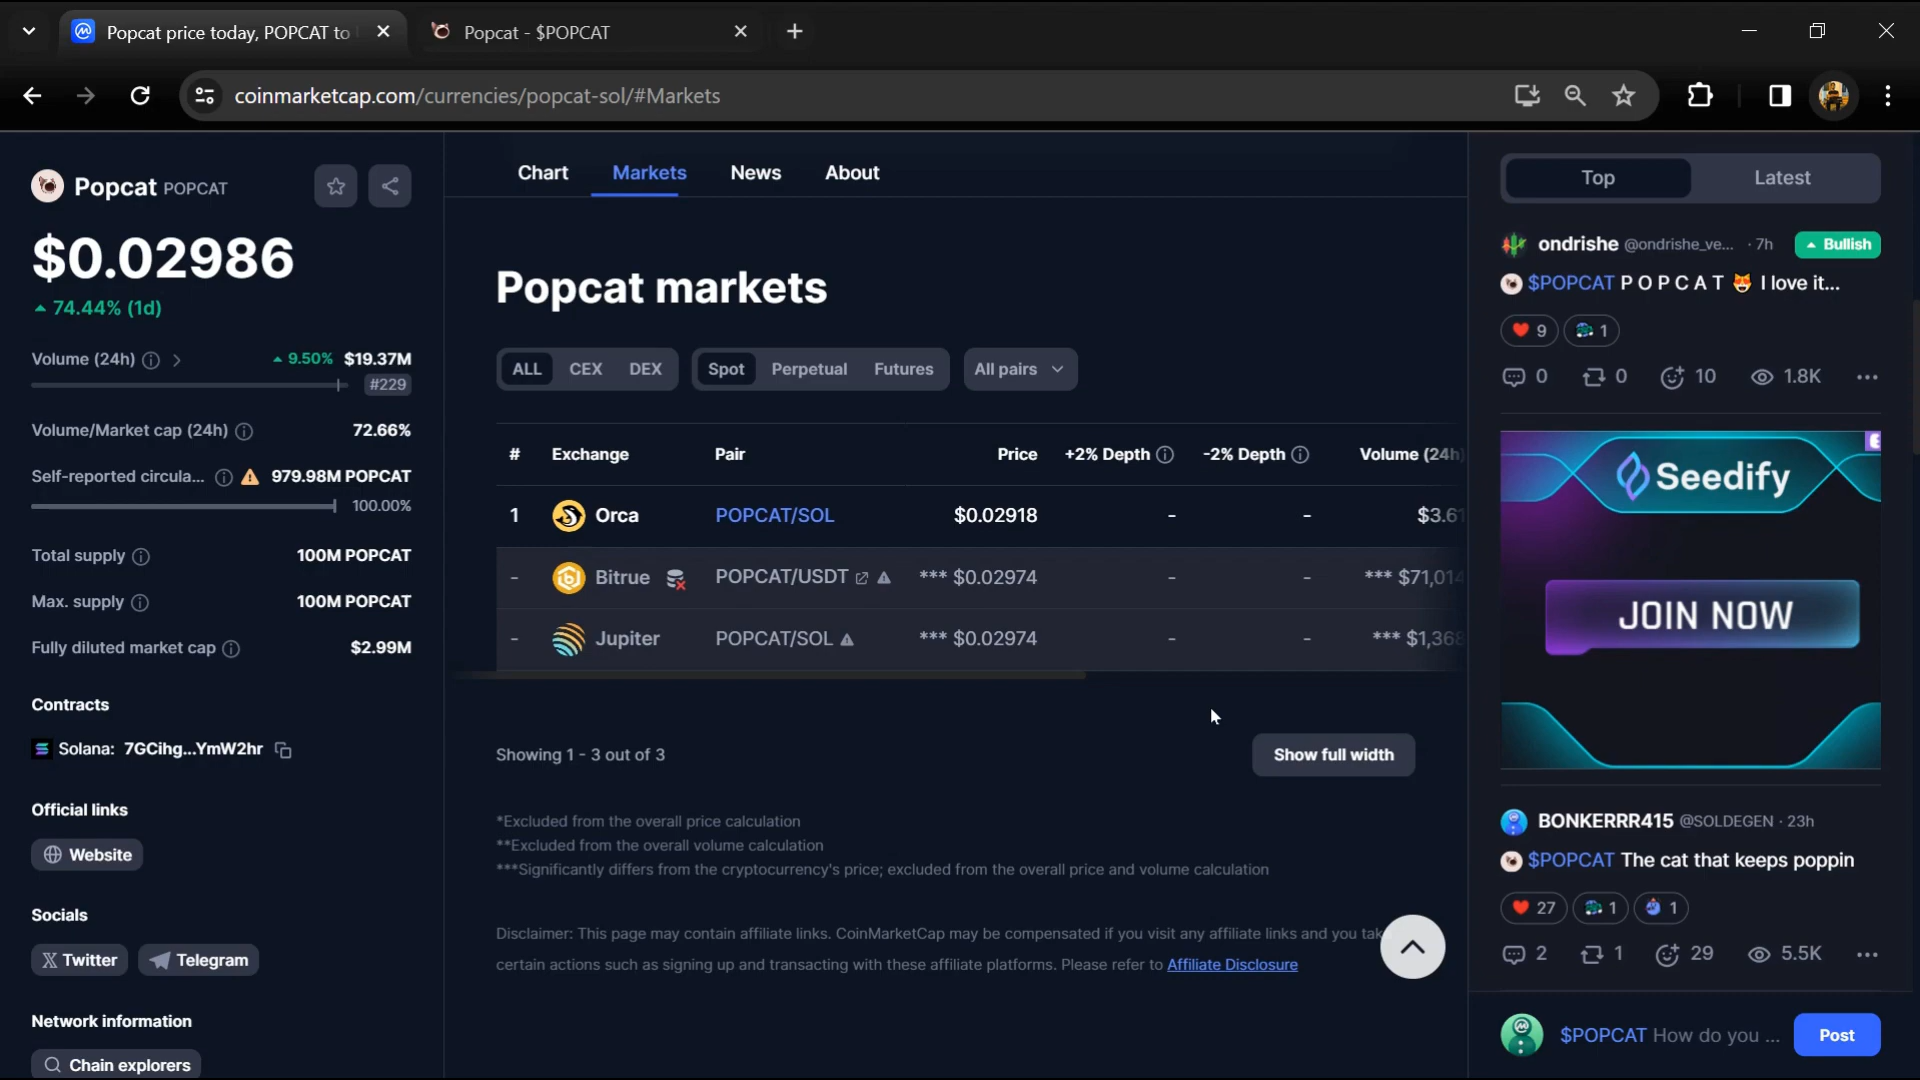 Popcat price today, POPCAT to
Popcat - $POPCAT
coinmarketcap.com/currencies/popcat-sol/#Markets
Popcat POPCAT
$0.02986
74.44% (1d)
Volume (24h) 9.50% $19.37M
#229
Volume/Market cap (24h) 72.66%
Self-reported circula... 979.98M POPCAT
100.00%
Total supply 100M POPCAT
Max. supply 100M POPCAT
Fully diluted market cap $2.99M
Contracts
Solana: 7GCihg...YmW2hr
Official links
Website
Socials
Twitter Telegram
Network information
Chain explorers
Chart Markets News About
Popcat markets
ALL CEX DEX Spot Perpetual Futures All pairs
# Exchange Pair Price +2% Depth -2% Depth Volume (24h)
1 Orca POPCAT/SOL $0.02918 - - $3.61
- Bitrue POPCAT/USDT *** $0.02974 - - *** $71,014
- Jupiter POPCAT/SOL *** $0.02974 - - *** $1,368
Showing 1 - 3 out of 3
Show full width
*Excluded from the overall price calculation
**Excluded from the overall volume calculation
***Significantly differs from the cryptocurrency's price; excluded from the overall price and volume calculation
Disclaimer: This page may contain affiliate links. CoinMarketCap may be compensated if you visit any affiliate links and you tak
certain actions such as signing up and transacting with these affiliate platforms. Please refer to Affiliate Disclosure
Top Latest
ondrishe @ondrishe_ve... · 7h Bullish
$POPCAT P O P C A T I love it...
9 1
0 0 10 1.8K
Seedify
JOIN NOW
BONKERRR415 @SOLDEGEN · 23h
$POPCAT The cat that keeps poppin
27 1 1
2 1 29 5.5K
$POPCAT How do you ... Post